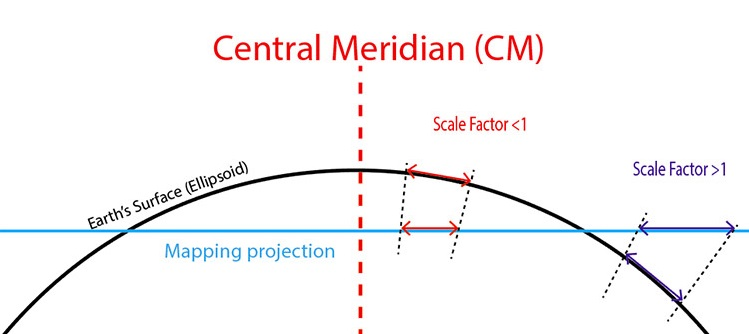 Central Meridian (CM)
Scale Factor <1
Earth's Surface (Ellipsoid)
Scale Factor >1
Mapping projection